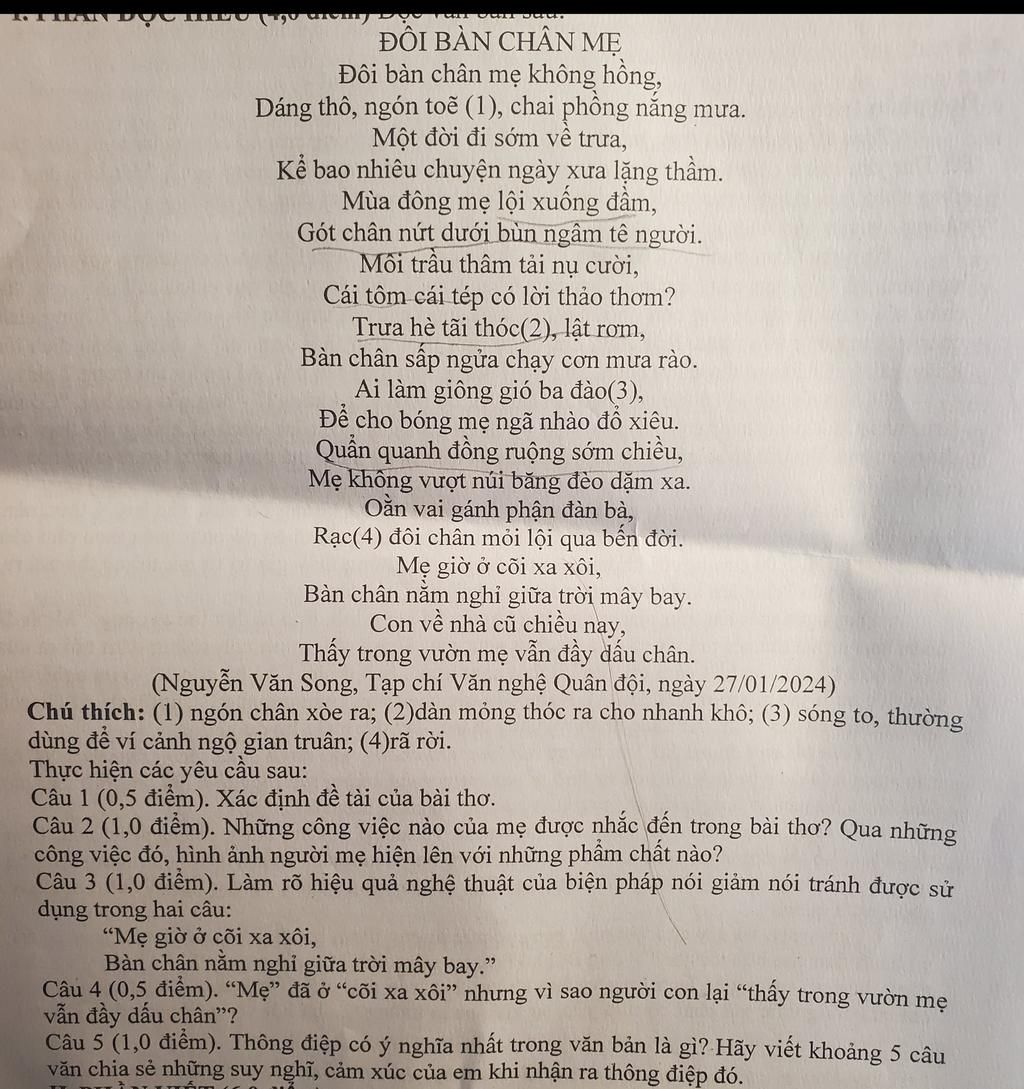 I. PHẦN ĐỌC HIỂU (4,0 điểm) Đọc văn bản sau:
ĐÔI BÀN CHÂN MẸ
Đôi bàn chân mẹ không hồng,
Dáng thô, ngón toẽ (1), chai phồng nắng mưa.
Một đời đi sớm về trưa,
Kể bao nhiêu chuyện ngày xưa lặng thầm.
Mùa đông mẹ lội xuống đầm,
Gót chân nứt dưới bùn ngâm tê người.
Môi trầu thâm tải nụ cười,
Cái tôm cái tép có lời thảo thơm?
Trưa hè tãi thóc(2), lật rơm,
Bàn chân sấp ngửa chạy cơn mưa rào.
Ai làm giông gió ba đào(3),
Để cho bóng mẹ ngã nhào đổ xiêu.
Quẩn quanh đồng ruộng sớm chiều,
Mẹ không vượt núi băng đèo dặm xa.
Oằn vai gánh phận đàn bà,
Rạc(4) đôi chân mỏi lội qua bến đời.
Mẹ giờ ở cõi xa xôi,
Bàn chân nằm nghỉ giữa trời mây bay.
Con về nhà cũ chiều nay,
Thấy trong vườn mẹ vẫn đầy dấu chân.
(Nguyễn Văn Song, Tạp chí Văn nghệ Quân đội, ngày 27/01/2024)
Chú thích: (1) ngón chân xòe ra; (2)dàn mỏng thóc ra cho nhanh khô; (3) sóng to, thường
dùng để ví cảnh ngộ gian truân; (4)rã rời.
Thực hiện các yêu cầu sau:
Câu 1 (0,5 điểm). Xác định đề tài của bài thơ.
Câu 2 (1,0 điểm). Những công việc nào của mẹ được nhắc đến trong bài thơ? Qua những
công việc đó, hình ảnh người mẹ hiện lên với những phẩm chất nào?
Câu 3 (1,0 điểm). Làm rõ hiệu quả nghệ thuật của biện pháp nói giảm nói tránh được sử
dụng trong hai câu:
“Mẹ giờ ở cõi xa xôi,
Bàn chân nằm nghỉ giữa trời mây bay.”
Câu 4 (0,5 điểm). “Mẹ” đã ở “cõi xa xôi” nhưng vì sao người con lại “thấy trong vườn mẹ
vẫn đầy dấu chân”?
Câu 5 (1,0 điểm). Thông điệp có ý nghĩa nhất trong văn bản là gì? Hãy viết khoảng 5 câu
văn chia sẻ những suy nghĩ, cảm xúc của em khi nhận ra thông điệp đó.